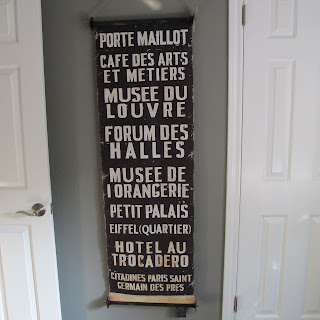 PORTE MAILLOT
CAFE DES ARTS
ET METIERS
MUSEE DU
LOUVRE
FORUM DES
HALLES
MUSEE DE
l'ORANGERIE
PETIT PALAIS
EIFFEL (QUARTIER)
HOTEL AU
TROCADERO
CITADINES PARIS SAINT
GERMAIN DES PRES